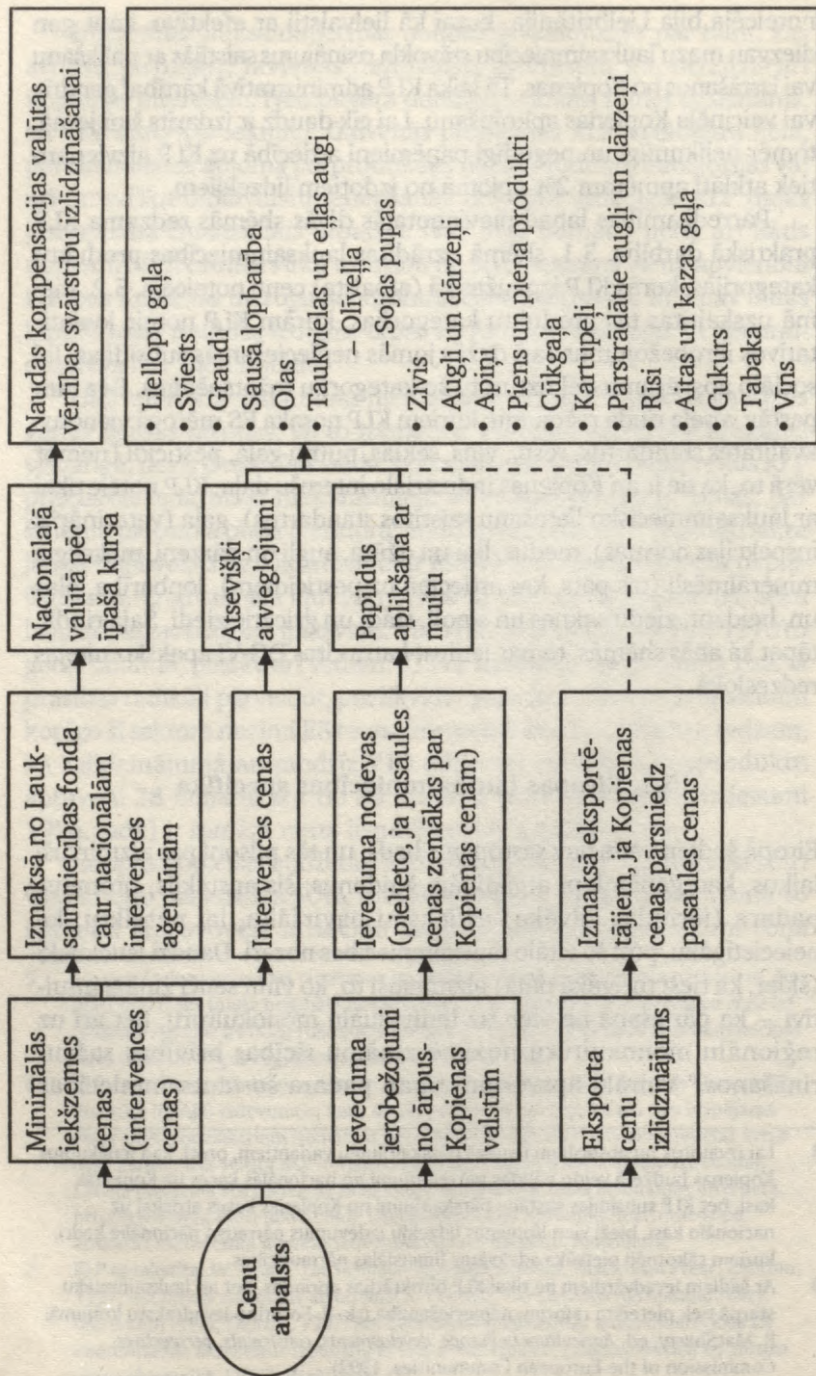 Cenu
atbalsts
Minimālās
iekšzemes
cenas
(intervences
cenas)
Ieveduma
ierobežojumi
no ārpus-
Kopienas
valstīm
Eksporta
cenu
izlīdzinājums
Izmaksā no Lauk-
saimniecības fonda
caur nacionālām
intervences
aģentūrām
Intervences cenas
Ieveduma nodevas
(pielieto, ja pasaules
cenas zemākas par
Kopienas cenām)
Izmaksā eksportē-
tājiem, ja Kopienas
cenas pārsniedz
pasaules cenas
Nacionālajā
valūtā pēc
īpaša kursa
Atsevišķi
atvieglojumi
Papildus
aplikšana ar
muitu
Naudas kompensācijas valūtas
vērtības svārstību izlīdzināšanai
• Liellopu gaļa
• Sviests
• Graudi
• Sausā lopbarība
• Olas
• Taukvielas un eļļas augi
– Olīveļļa
– Sojas pupas
• Zivis
• Augļi un dārzeņi
• Apiņi
• Piens un piena produkti
• Cūkgaļa
• Kartupeļi
• Pārstrādātie augļi un dārzeņi
• Rīsi
• Aitas un kazas gaļa
• Cukurs
• Tabaka
• Vīns